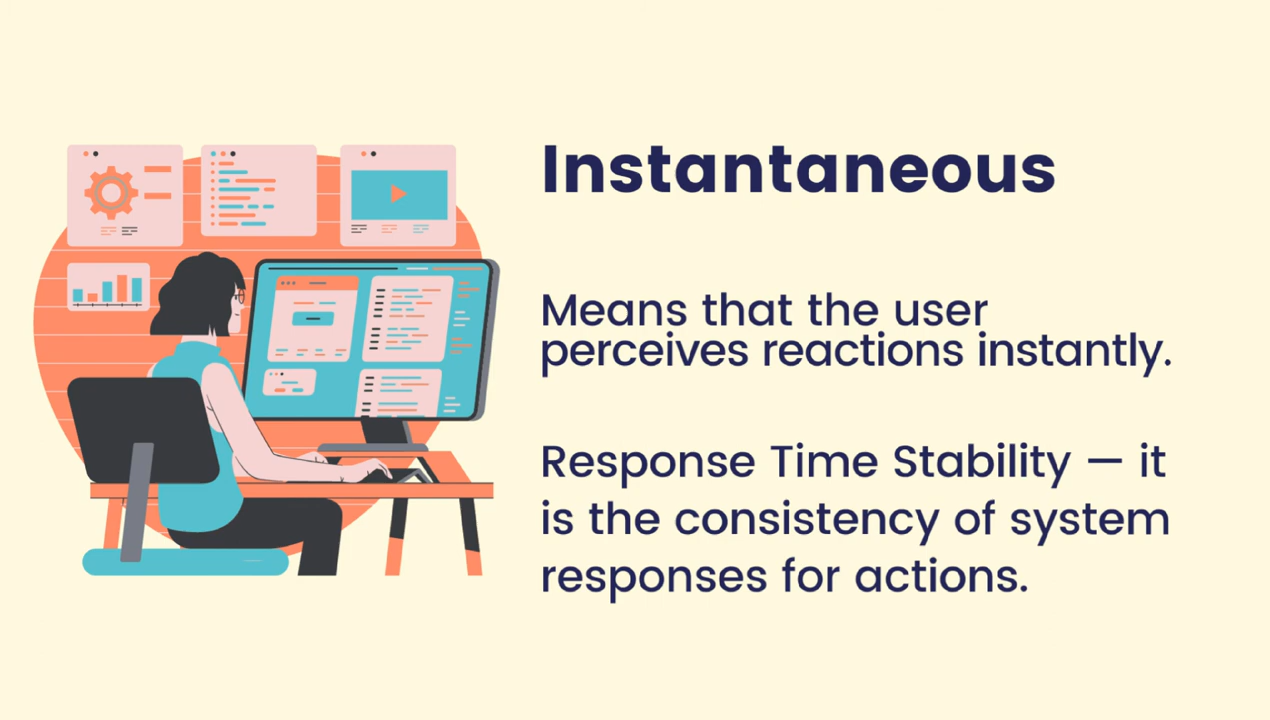 Instantaneous
Means that the user
perceives reactions instantly.
Response Time Stability — it
is the consistency of system
responses for actions.